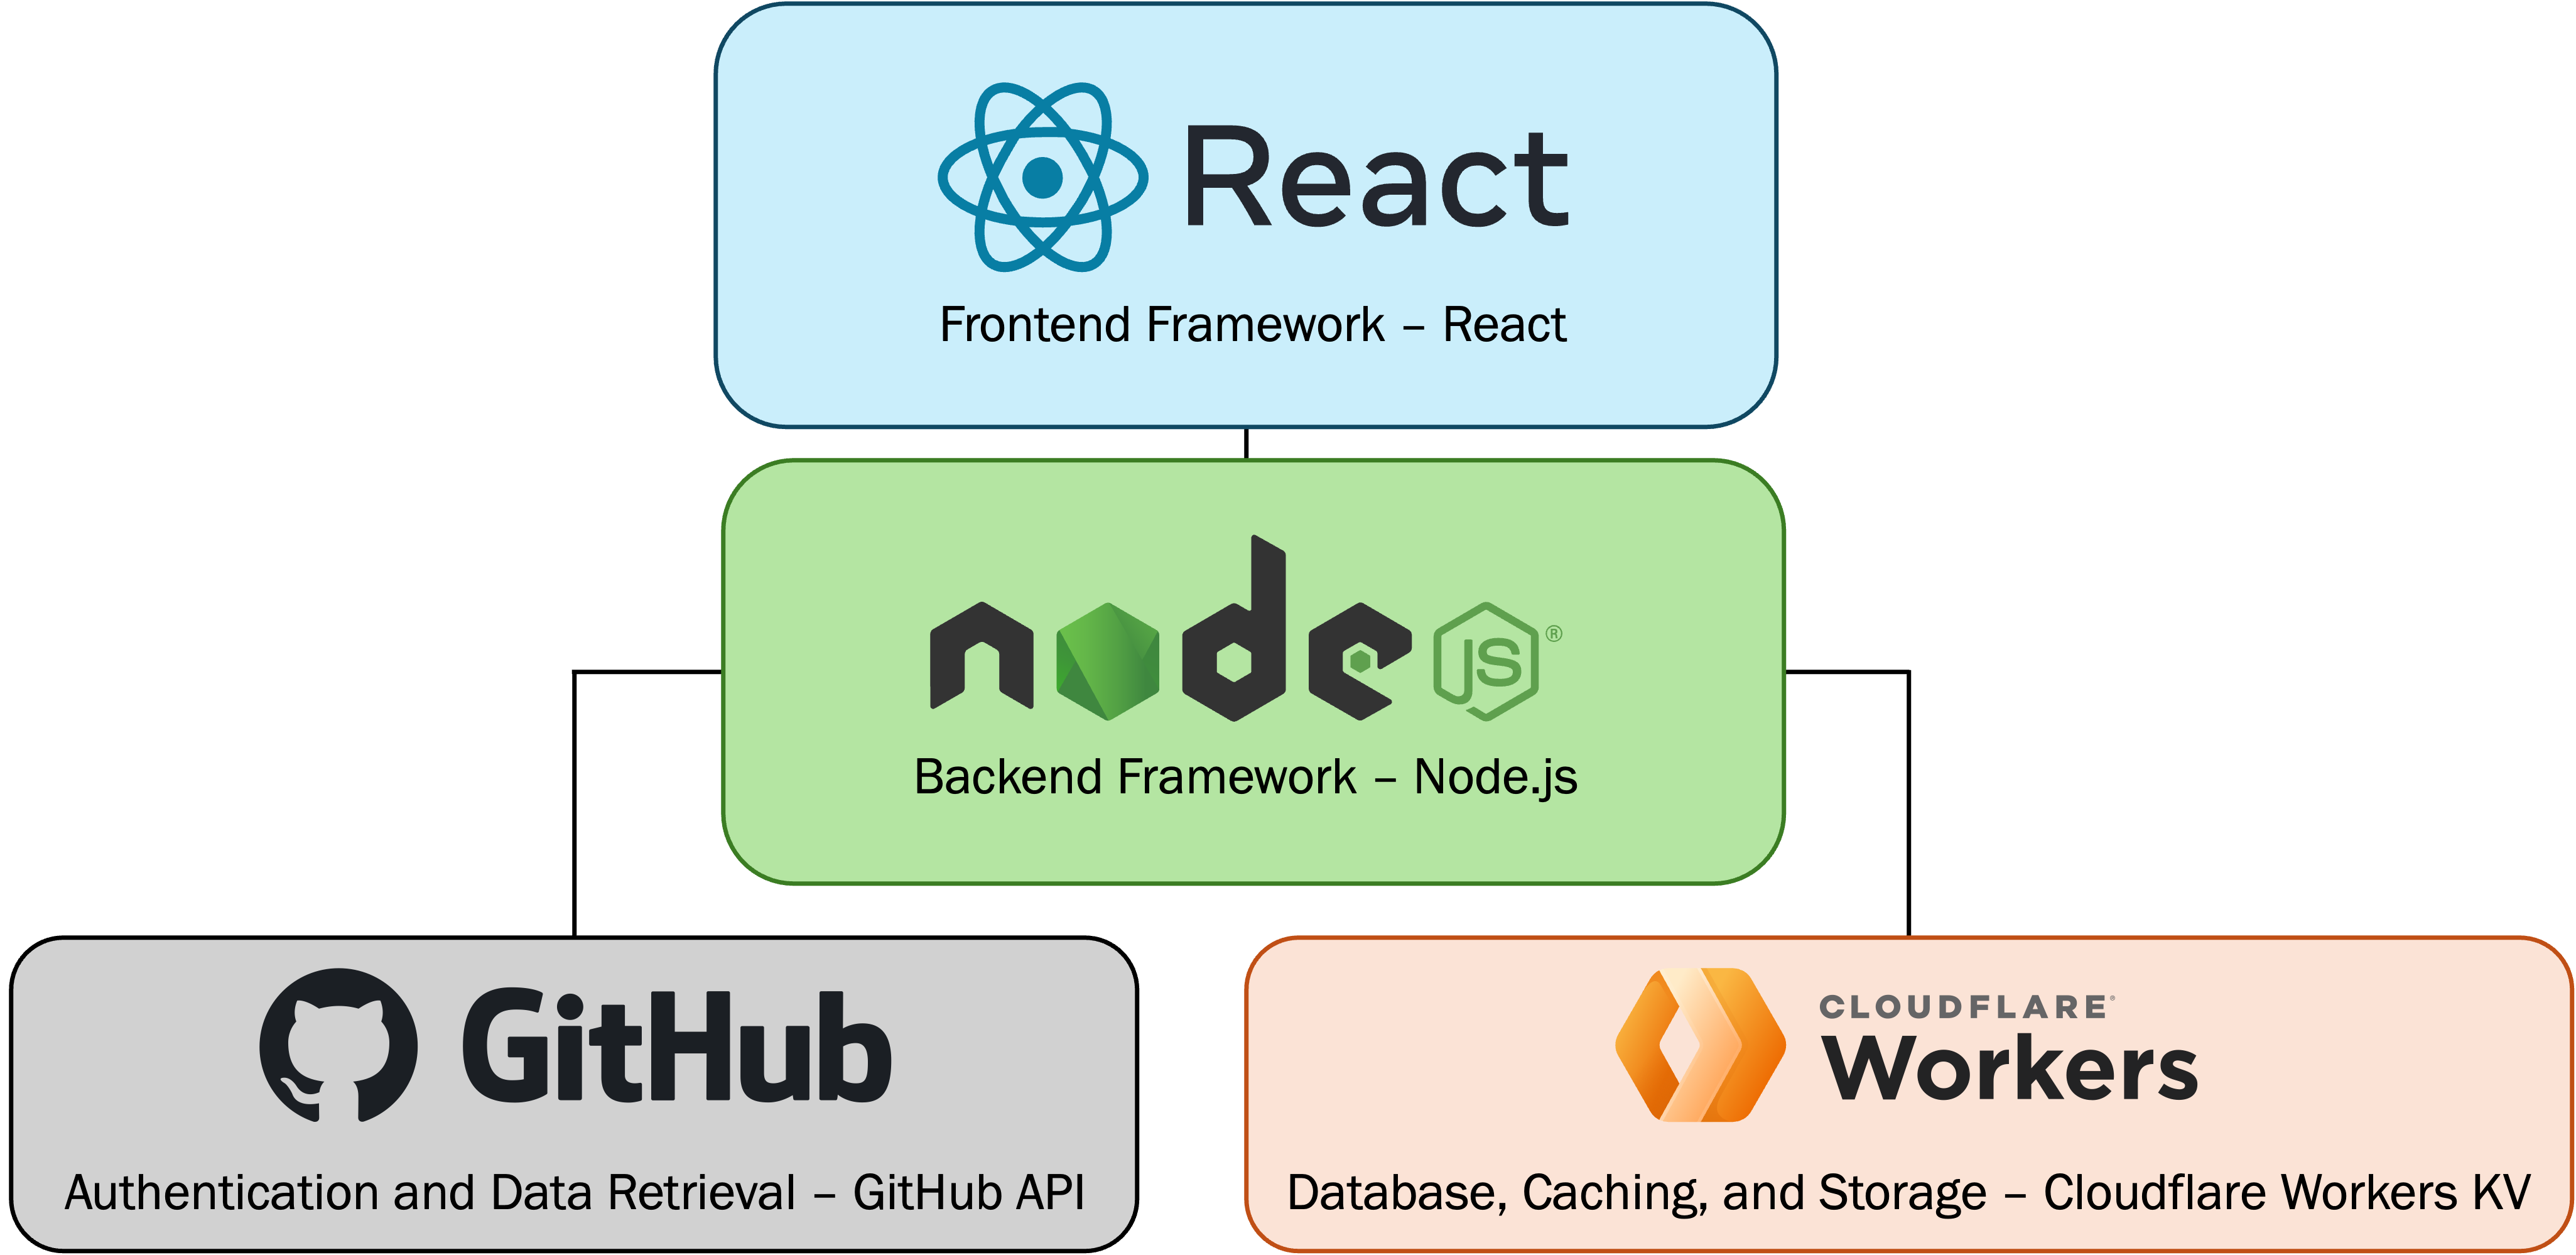 React
Frontend Framework – React
node JS ®
Backend Framework – Node.js
GitHub
Authentication and Data Retrieval – GitHub API
CLOUDFLARE®
Workers
Database, Caching, and Storage – Cloudflare Workers KV